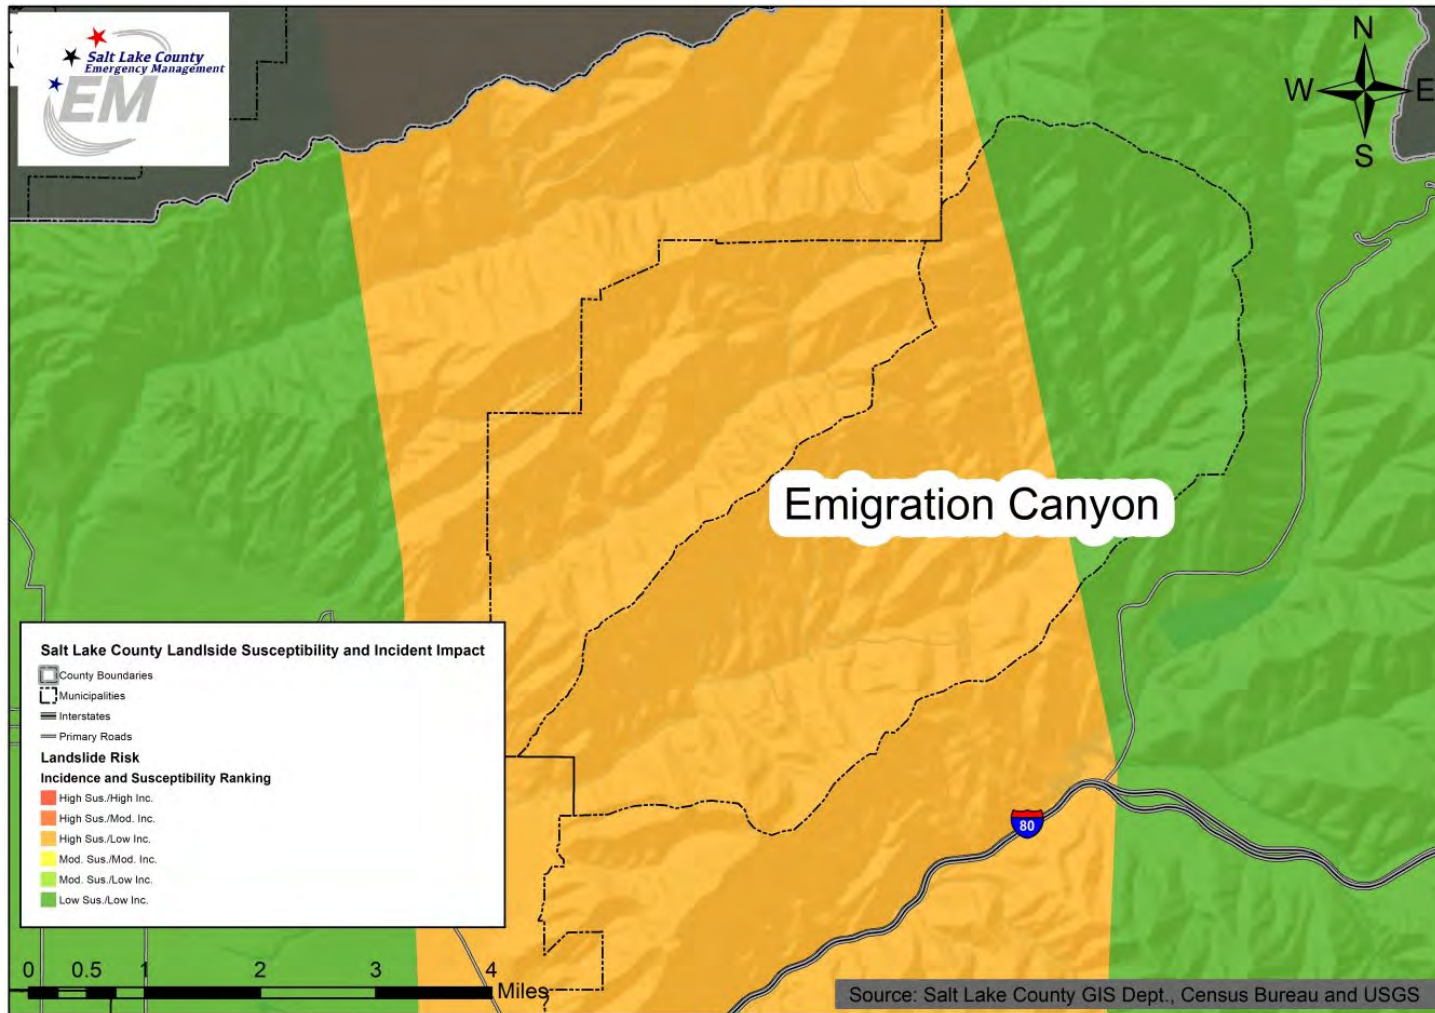 Salt Lake County
Emergency Management
EM
N
W E
S
Emigration Canyon
Salt Lake County Landlside Susceptibility and Incident Impact
County Boundaries
Municipalities
Interstates
Primary Roads
Landslide Risk
Incidence and Susceptibility Ranking
High Sus./High Inc.
High Sus./Mod. Inc.
High Sus./Low Inc.
Mod. Sus./Mod. Inc.
Mod. Sus./Low Inc.
Low Sus./Low Inc.
80
0 0.5 1 2 3 4
Miles
Source: Salt Lake County GIS Dept., Census Bureau and USGS